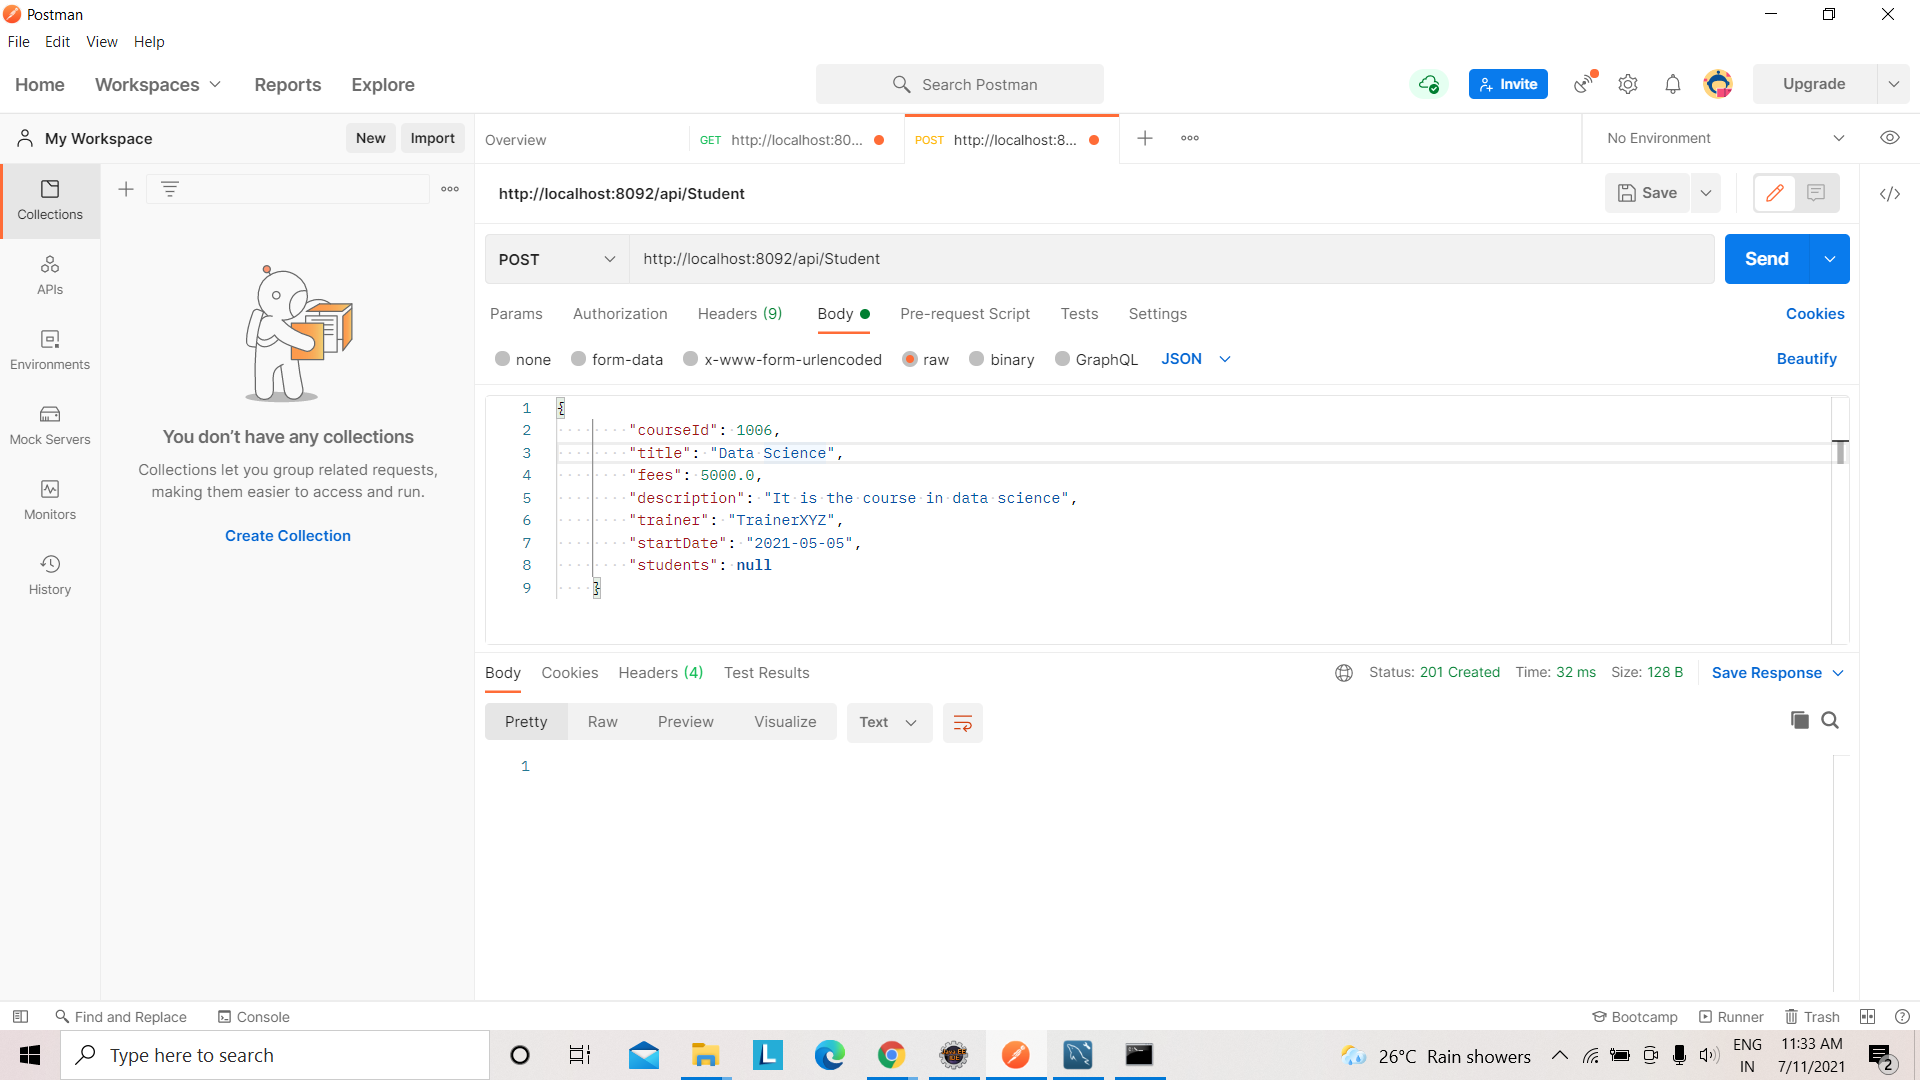 Postman
File Edit View Help
Home Workspaces Reports Explore
Search Postman
Invite
Upgrade
My Workspace
New Import
Overview
GET http://localhost:80...
POST http://localhost:8...
No Environment
Collections
APIs
Environments
Mock Servers
Monitors
History
You don’t have any collections
Collections let you group related requests,
making them easier to access and run.
Create Collection
http://localhost:8092/api/Student
Save
POST http://localhost:8092/api/Student
Send
Params Authorization Headers (9) Body Pre-request Script Tests Settings
Cookies
none form-data x-www-form-urlencoded raw binary GraphQL JSON
Beautify
1 {
2 "courseId": 1006,
3 "title": "Data Science",
4 "fees": 5000.0,
5 "description": "It is the course in data science",
6 "trainer": "TrainerXYZ",
7 "startDate": "2021-05-05",
8 "students": null
9 }
Body Cookies Headers (4) Test Results
Status: 201 Created Time: 32 ms Size: 128 B Save Response
Pretty Raw Preview Visualize Text
1
Find and Replace Console
Bootcamp Runner Trash
Type here to search
26°C Rain showers
ENG
IN
11:33 AM
7/11/2021
2